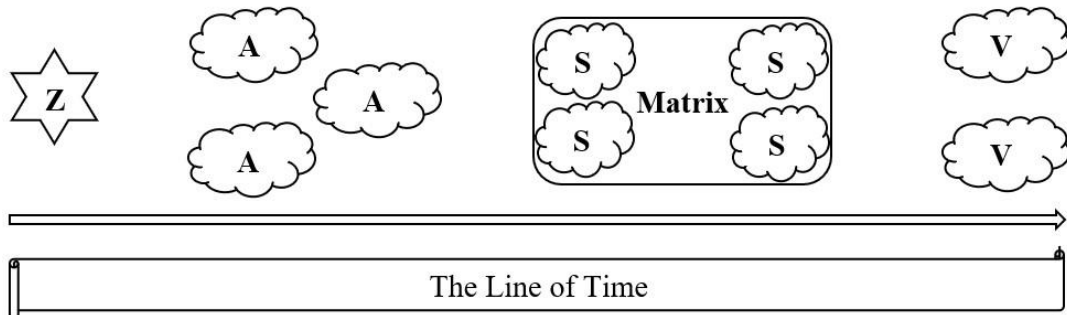 A S S V
Z A Matrix
A S S V
The Line of Time